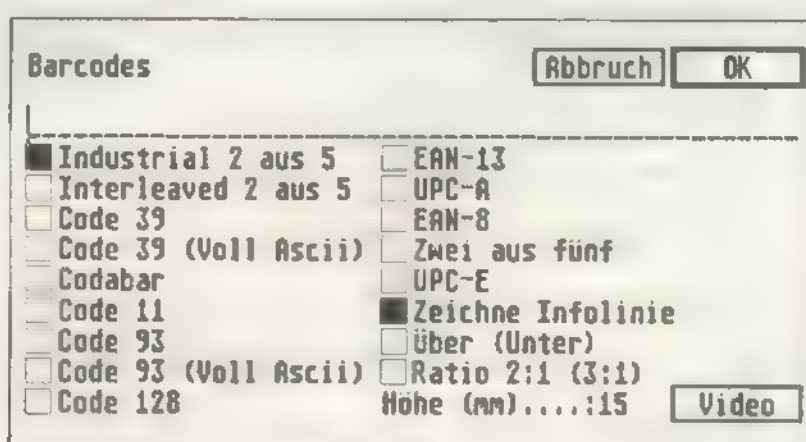 Barcodes Abbruch OK
Industrial 2 aus 5 EAN-13
Interleaved 2 aus 5 UPC-A
Code 39 EAN-8
Code 39 (Voll Ascii) Zwei aus fünf
Codabar UPC-E
Code 11 Zeichne Infolinie
Code 93 über (Unter)
Code 93 (Voll Ascii) Ratio 2:1 (3:1)
Code 128 Höhe (mm)....:15 Video